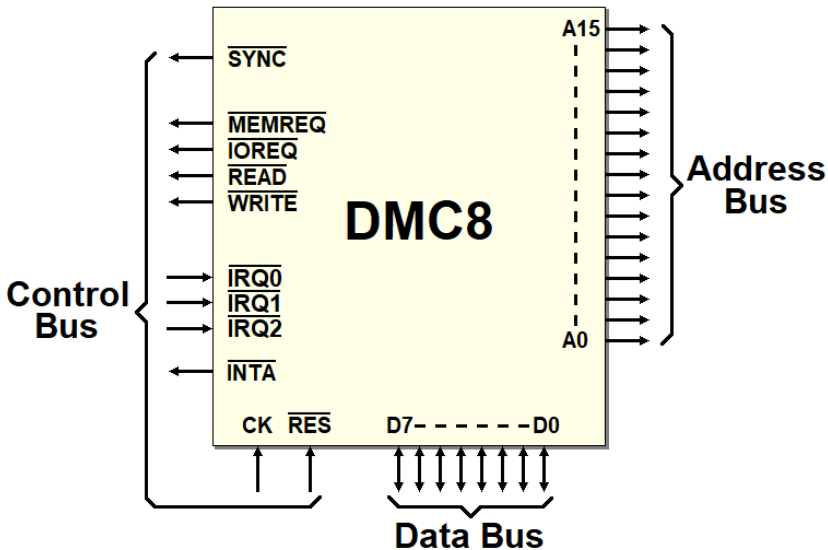 A15
SYNC
MEMREQ
IOREQ
READ
WRITE
Address
Bus
DMC8
IRQ0
IRQ1
IRQ2
Control
Bus
A0
INTA
CK RES D7 D0
Data Bus